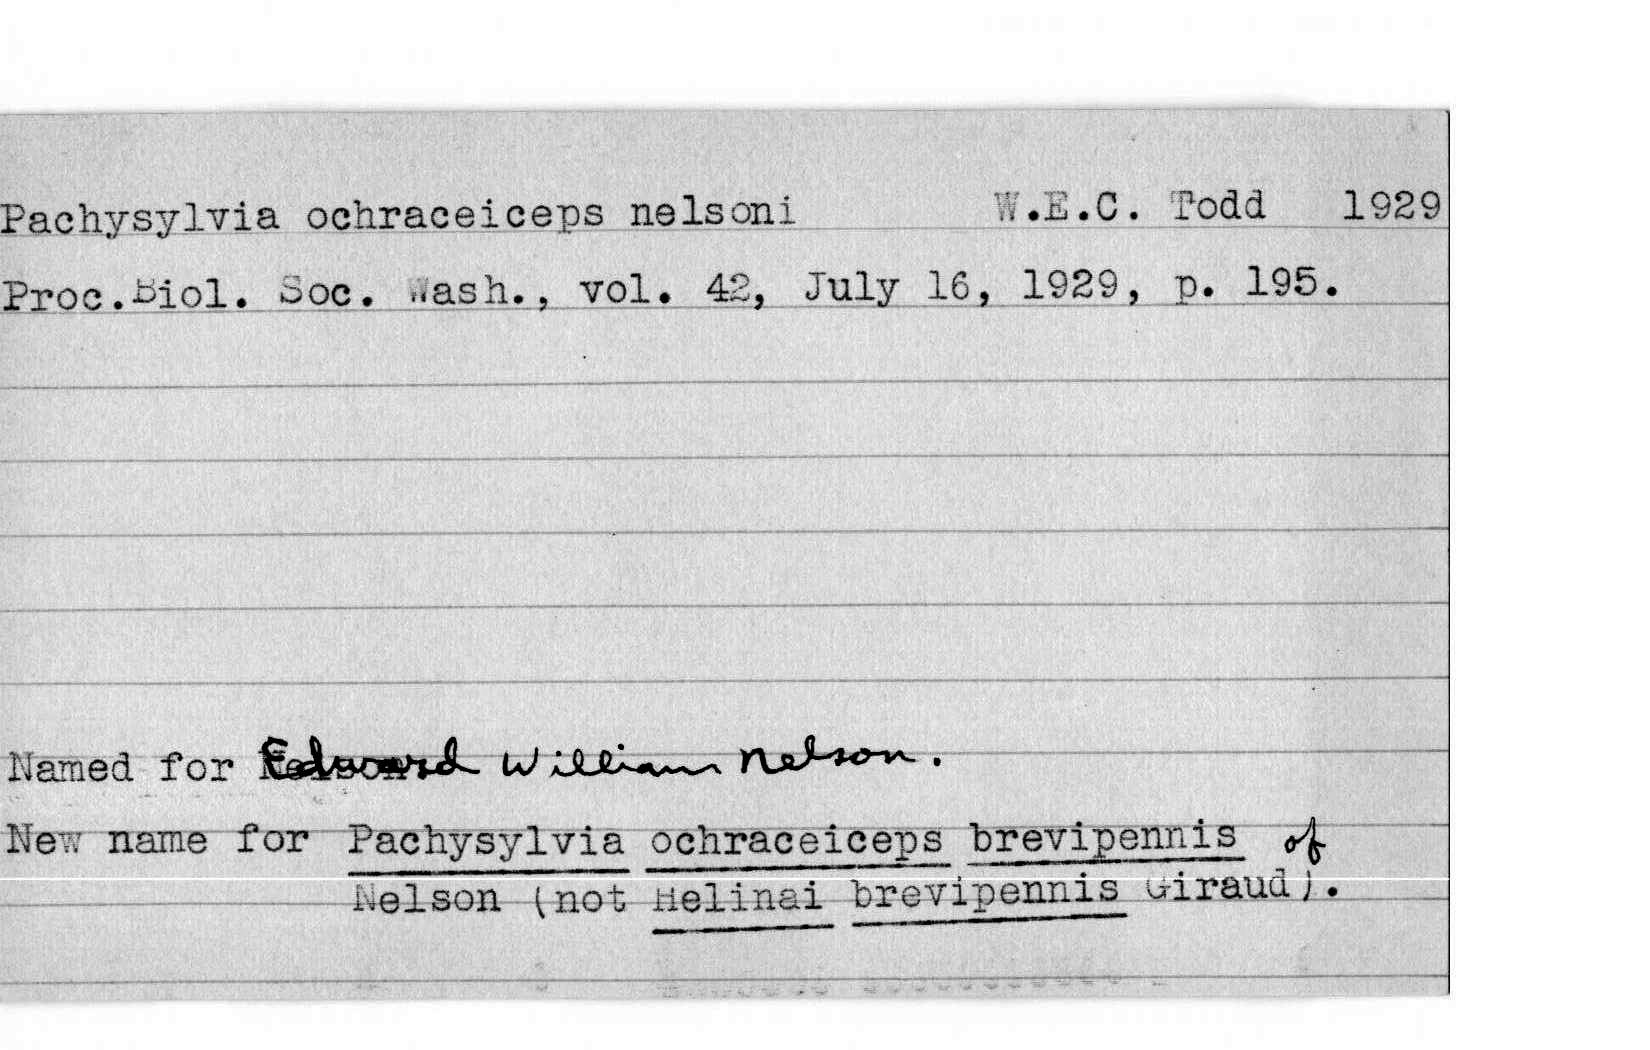 Pachysylvia ochraceiceps nelsoni W.E.C. Todd 1929
Proc.Biol. Soc. Wash., vol. 42, July 16, 1929, p. 195.
Named for Edward William Nelson.
New name for Pachysylvia ochraceiceps brevipennis of
Nelson (not Helinai brevipennis Giraud).